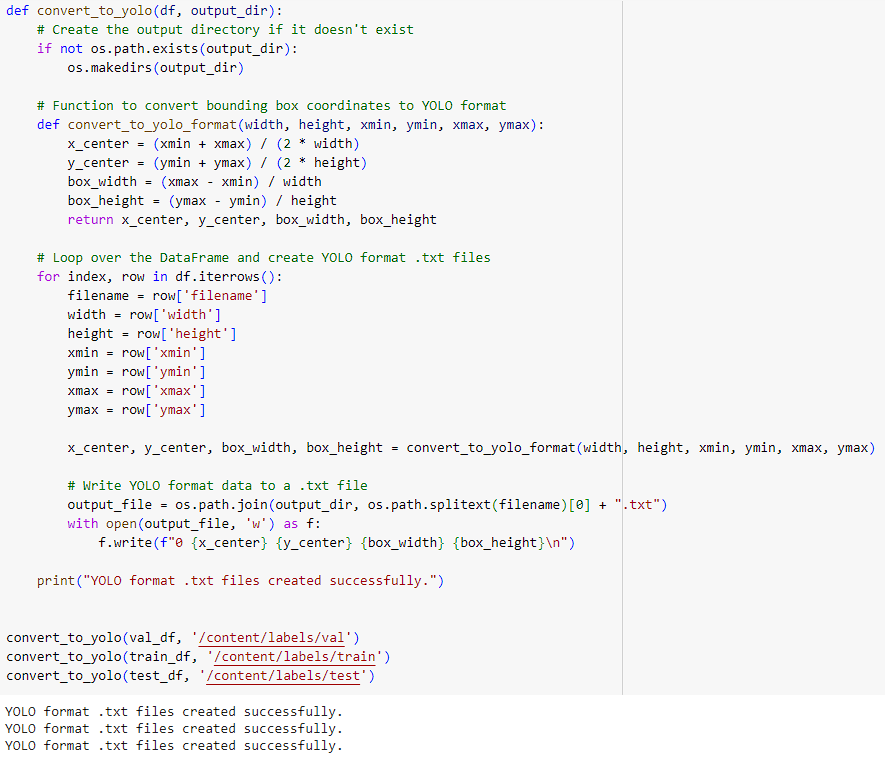 def convert_to_yolo(df, output_dir):
    # Create the output directory if it doesn't exist
    if not os.path.exists(output_dir):
        os.makedirs(output_dir)

    # Function to convert bounding box coordinates to YOLO format
    def convert_to_yolo_format(width, height, xmin, ymin, xmax, ymax):
        x_center = (xmin + xmax) / (2 * width)
        y_center = (ymin + ymax) / (2 * height)
        box_width = (xmax - xmin) / width
        box_height = (ymax - ymin) / height
        return x_center, y_center, box_width, box_height

    # Loop over the DataFrame and create YOLO format .txt files
    for index, row in df.iterrows():
        filename = row['filename']
        width = row['width']
        height = row['height']
        xmin = row['xmin']
        ymin = row['ymin']
        xmax = row['xmax']
        ymax = row['ymax']

        x_center, y_center, box_width, box_height = convert_to_yolo_format(width, height, xmin, ymin, xmax, ymax)

        # Write YOLO format data to a .txt file
        output_file = os.path.join(output_dir, os.path.splitext(filename)[0] + ".txt")
        with open(output_file, 'w') as f:
            f.write(f"0 {x_center} {y_center} {box_width} {box_height}\n")

    print("YOLO format .txt files created successfully.")


convert_to_yolo(val_df, '/content/labels/val')
convert_to_yolo(train_df, '/content/labels/train')
convert_to_yolo(test_df, '/content/labels/test')

YOLO format .txt files created successfully.
YOLO format .txt files created successfully.
YOLO format .txt files created successfully.